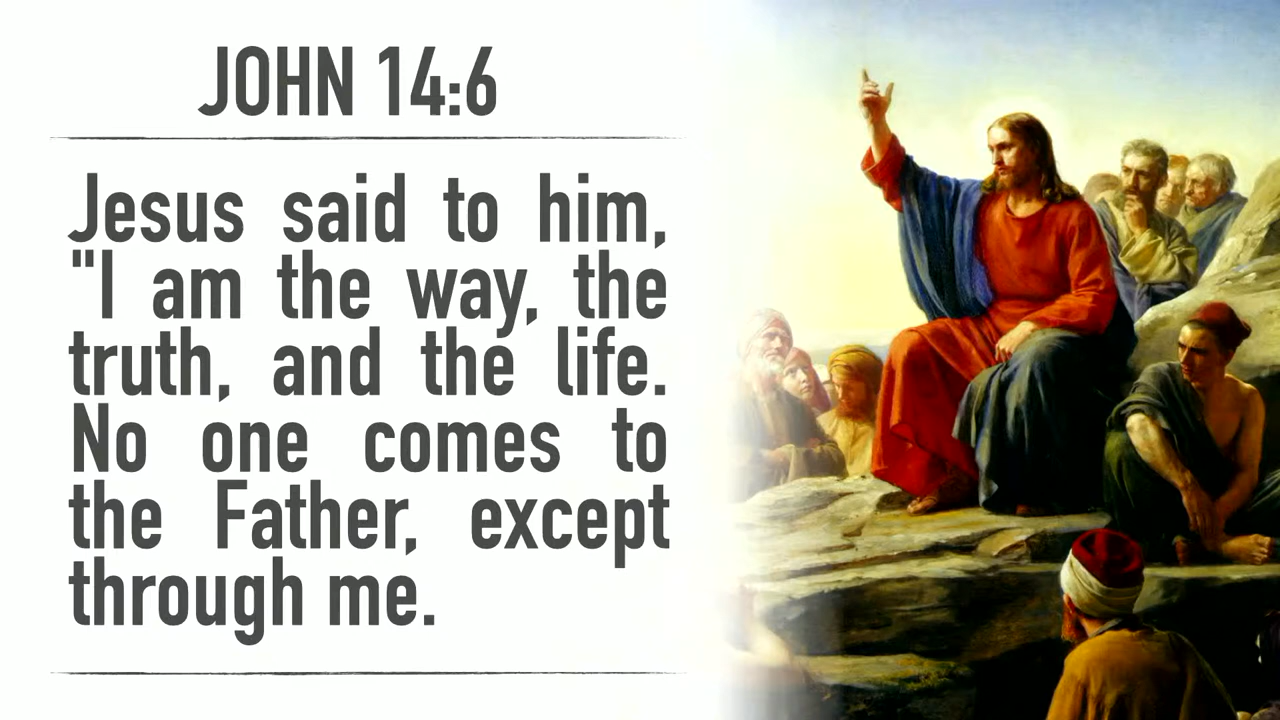 JOHN 14:6
Jesus said to him,
"I am the way, the
truth, and the life.
No one comes to
the Father, except
through me.